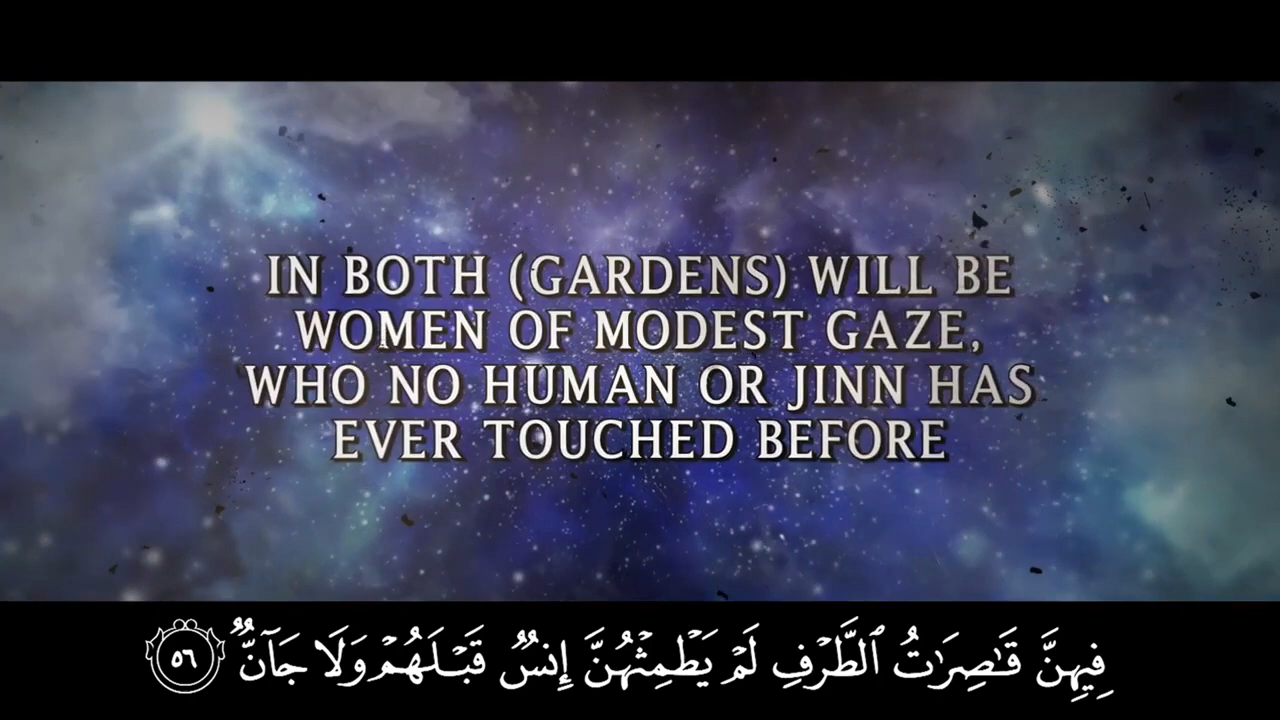 IN BOTH (GARDENS) WILL BE
WOMEN OF MODEST GAZE,
WHO NO HUMAN OR JINN HAS
EVER TOUCHED BEFORE
فِيهِنَّ قَـٰصِرَٰتُ ٱلطَّرۡفِ لَمۡ يَطۡمِثۡهُنَّ إِنسٞ قَبۡلَهُمۡ وَلَا جَآنّٞ ٥٦